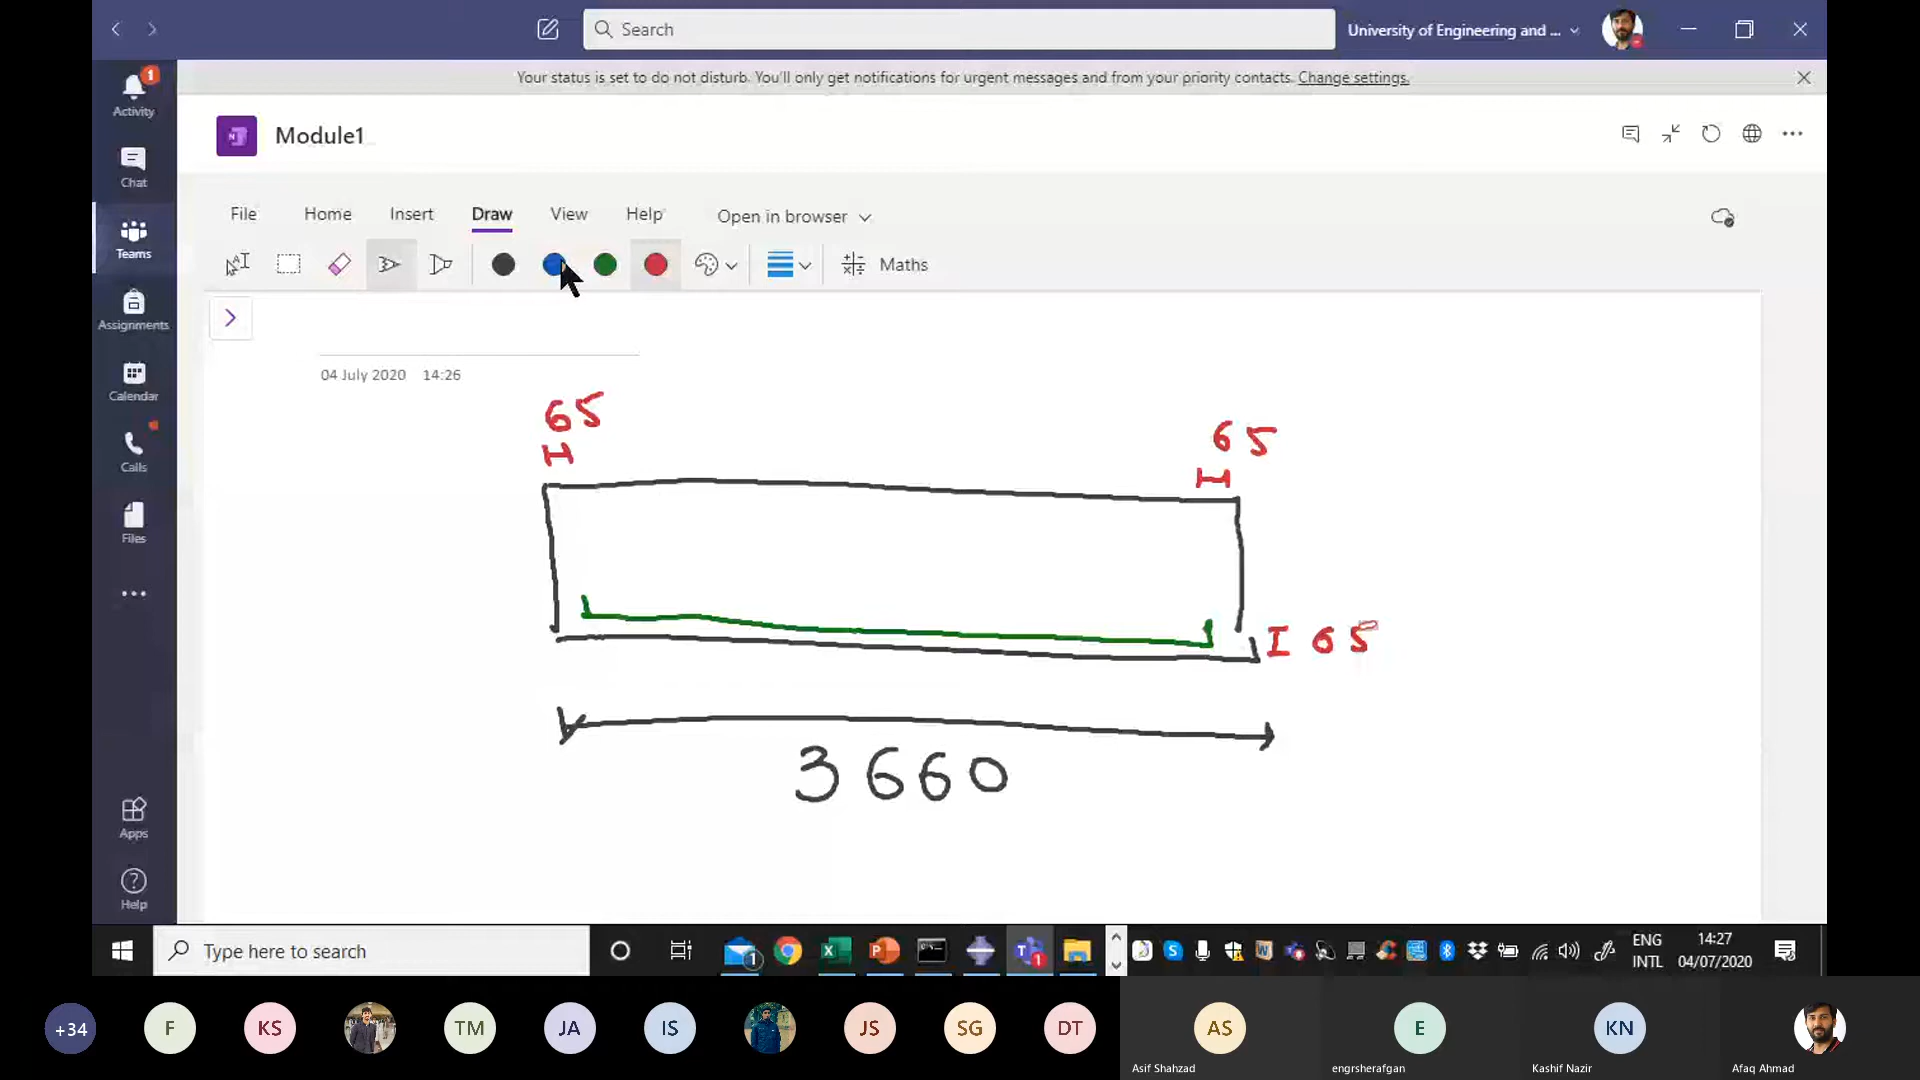 Search
University of Engineering and ...
Your status is set to do not disturb. You'll only get notifications for urgent messages and from your priority contacts. Change settings.
1
Activity
Chat
Teams
Assignments
Calendar
Calls
Files
Apps
Help
Module1
File Home Insert Draw View Help Open in browser
Maths
04 July 2020 14:26
65
65
65
3660
Type here to search
1
1
ENG
INTL
14:27
04/07/2020
+34 F KS TM JA IS JS SG DT AS E KN
Asif Shahzad engrsherafgan Kashif Nazir Afaq Ahmad